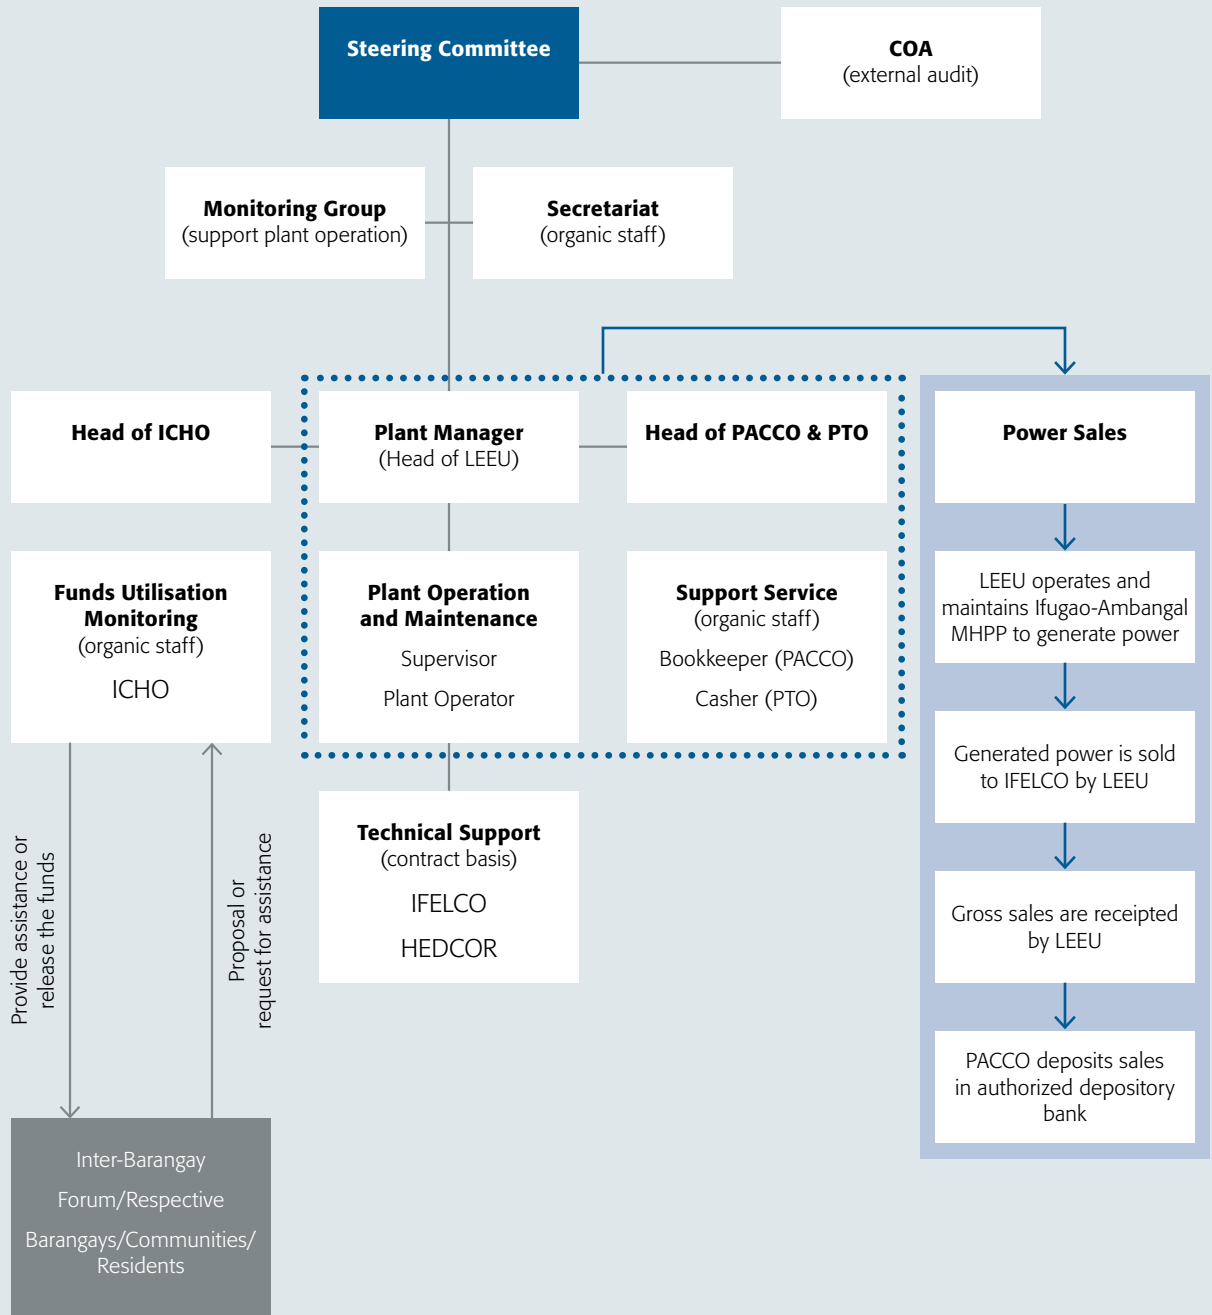 Steering Committee
COA
(external audit)
Monitoring Group
(support plant operation)
Secretariat
(organic staff)
Head of ICHO
Plant Manager
(Head of LEEU)
Head of PACCO & PTO
Power Sales
Funds Utilisation
Monitoring
(organic staff)
ICHO
Plant Operation
and Maintenance
Supervisor
Plant Operator
Support Service
(organic staff)
Bookkeeper (PACCO)
Casher (PTO)
LEEU operates and
maintains Ifugao-Ambangal
MHPP to generate power
Generated power is sold
to IFELCO by LEEU
Technical Support
(contract basis)
IFELCO
HEDCOR
Gross sales are receipted
by LEEU
PACCO deposits sales
in authorized depository
bank
Provide assistance or
release the funds
Proposal or
request for assistance
Inter-Barangay
Forum/Respective
Barangays/Communities/
Residents